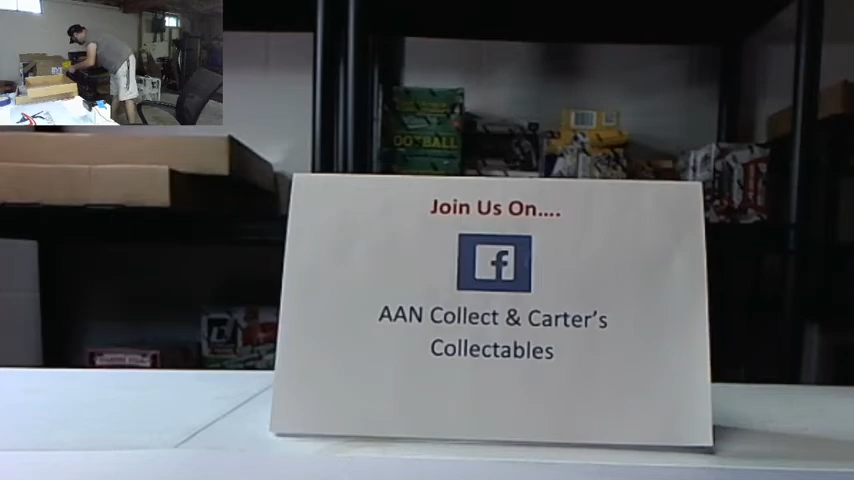 FOOTBALL
Join Us On....
f
AAN Collect & Carter's
Collectables